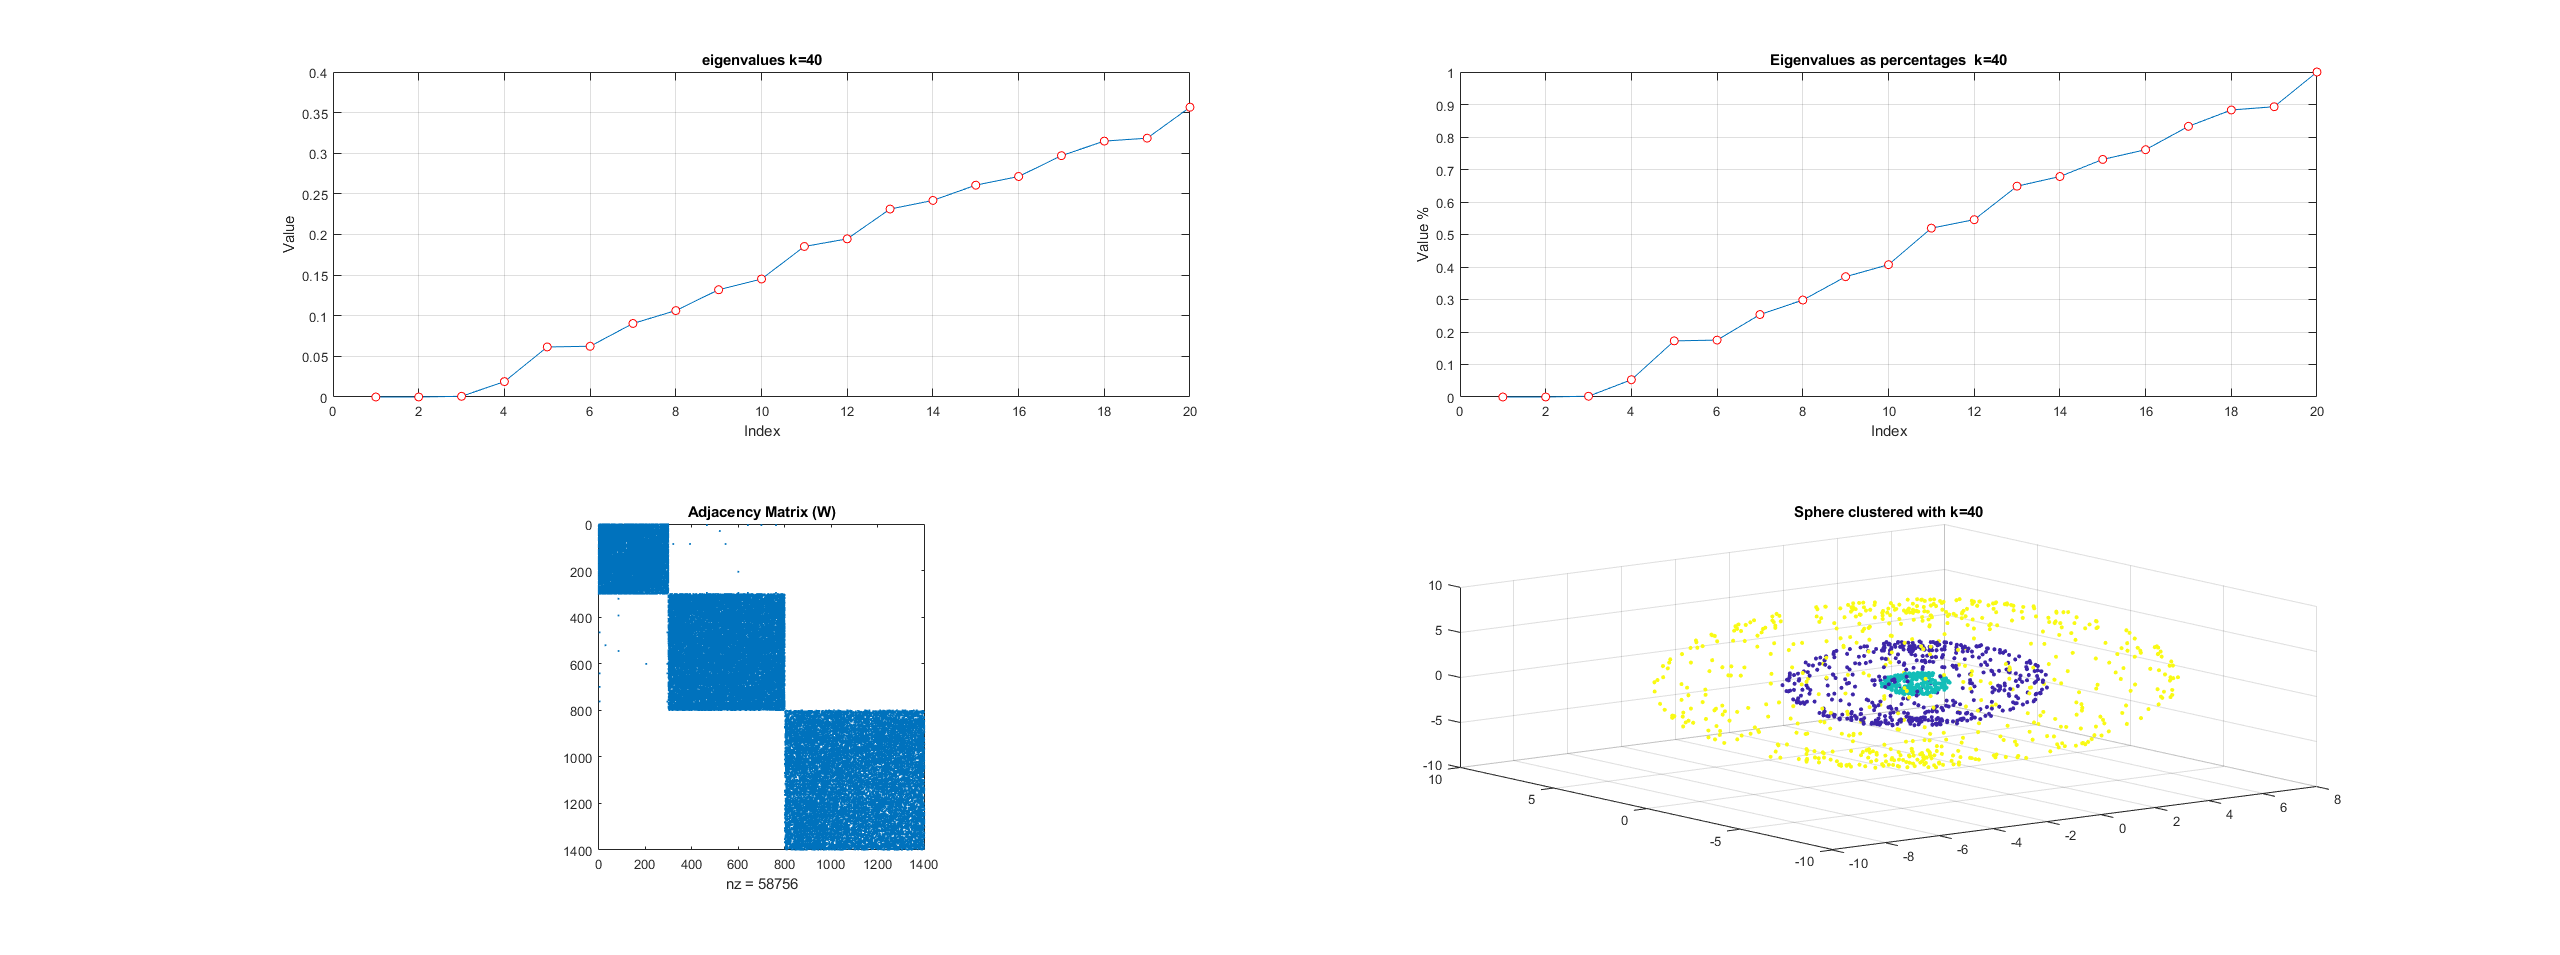 eigenvalues k=40
0.4
0.35
0.3
0.25
0.2
0.15
0.1
0.05
0
Value
0 2 4 6 8 10 12 14 16 18 20
Index
Eigenvalues as percentages k=40
1
0.9
0.8
0.7
0.6
0.5
0.4
0.3
0.2
0.1
0
Value %
0 2 4 6 8 10 12 14 16 18 20
Index
Adjacency Matrix (W)
0
200
400
600
800
1000
1200
1400
0 200 400 600 800 1000 1200 1400
nz = 58756
Sphere clustered with k=40
10
5
0
-5
-10
10
5
0
-5
-10
-10 -8 -6 -4 -2 0 2 4 6 8